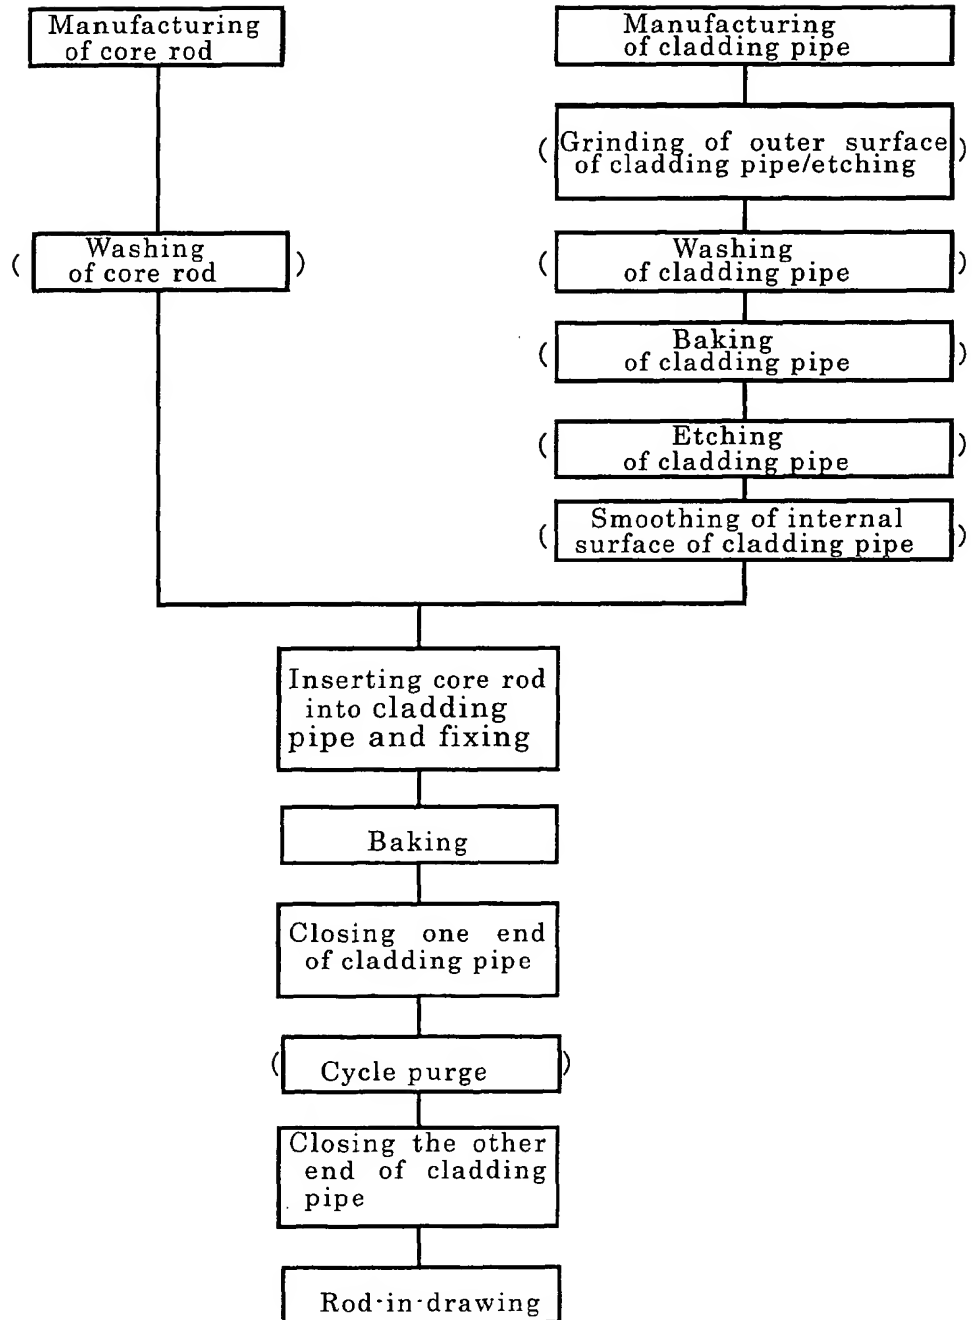 Manufacturing
of core rod
Manufacturing
of cladding pipe
( Grinding of outer surface )
of cladding pipe/etching
( Washing )
of core rod
( Washing )
of cladding pipe
( Baking )
of cladding pipe
( Etching )
of cladding pipe
( Smoothing of internal )
surface of cladding pipe
Inserting core rod
into cladding
pipe and fixing
Baking
Closing one end
of cladding pipe
( Cycle purge )
Closing the other
end of cladding
pipe
Rod-in-drawing